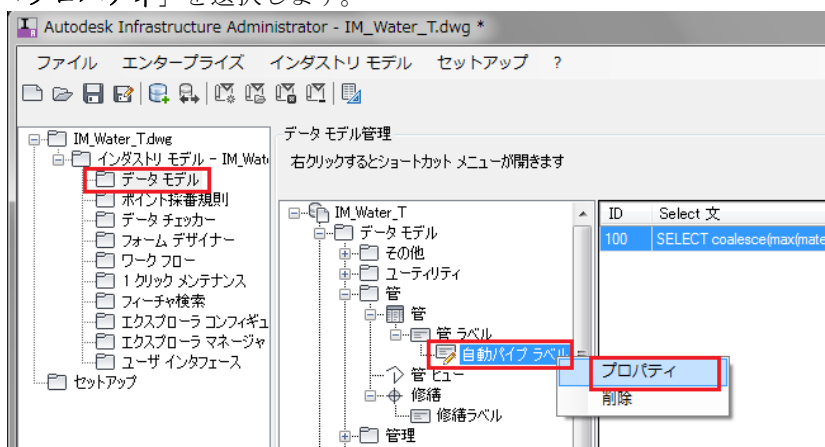 「プロパティ」を選択します。
Autodesk Infrastructure Administrator - IM_Water_T.dwg *
ファイル エンタープライズ インダストリ モデル セットアップ ?
IM_Water_T.dwg
インダストリ モデル - IM_Wat
データ モデル
ポイント採番規則
データ チェッカー
フォーム デザイナー
ワーク フロー
1 クリック メンテナンス
フィーチャ検索
エクスプローラ コンフィギュ
エクスプローラ マネージャ
ユーザ インタフェース
セットアップ
データ モデル管理
右クリックするとショートカット メニューが開きます
IM_Water_T
データ モデル
その他
ユーティリティ
管
管
管 ラベル
自動パイプ ラベル
管 ビュー
修繕
修繕ラベル
管理
ID Select 文
100 SELECT coalesce(max(mate
プロパティ
削除